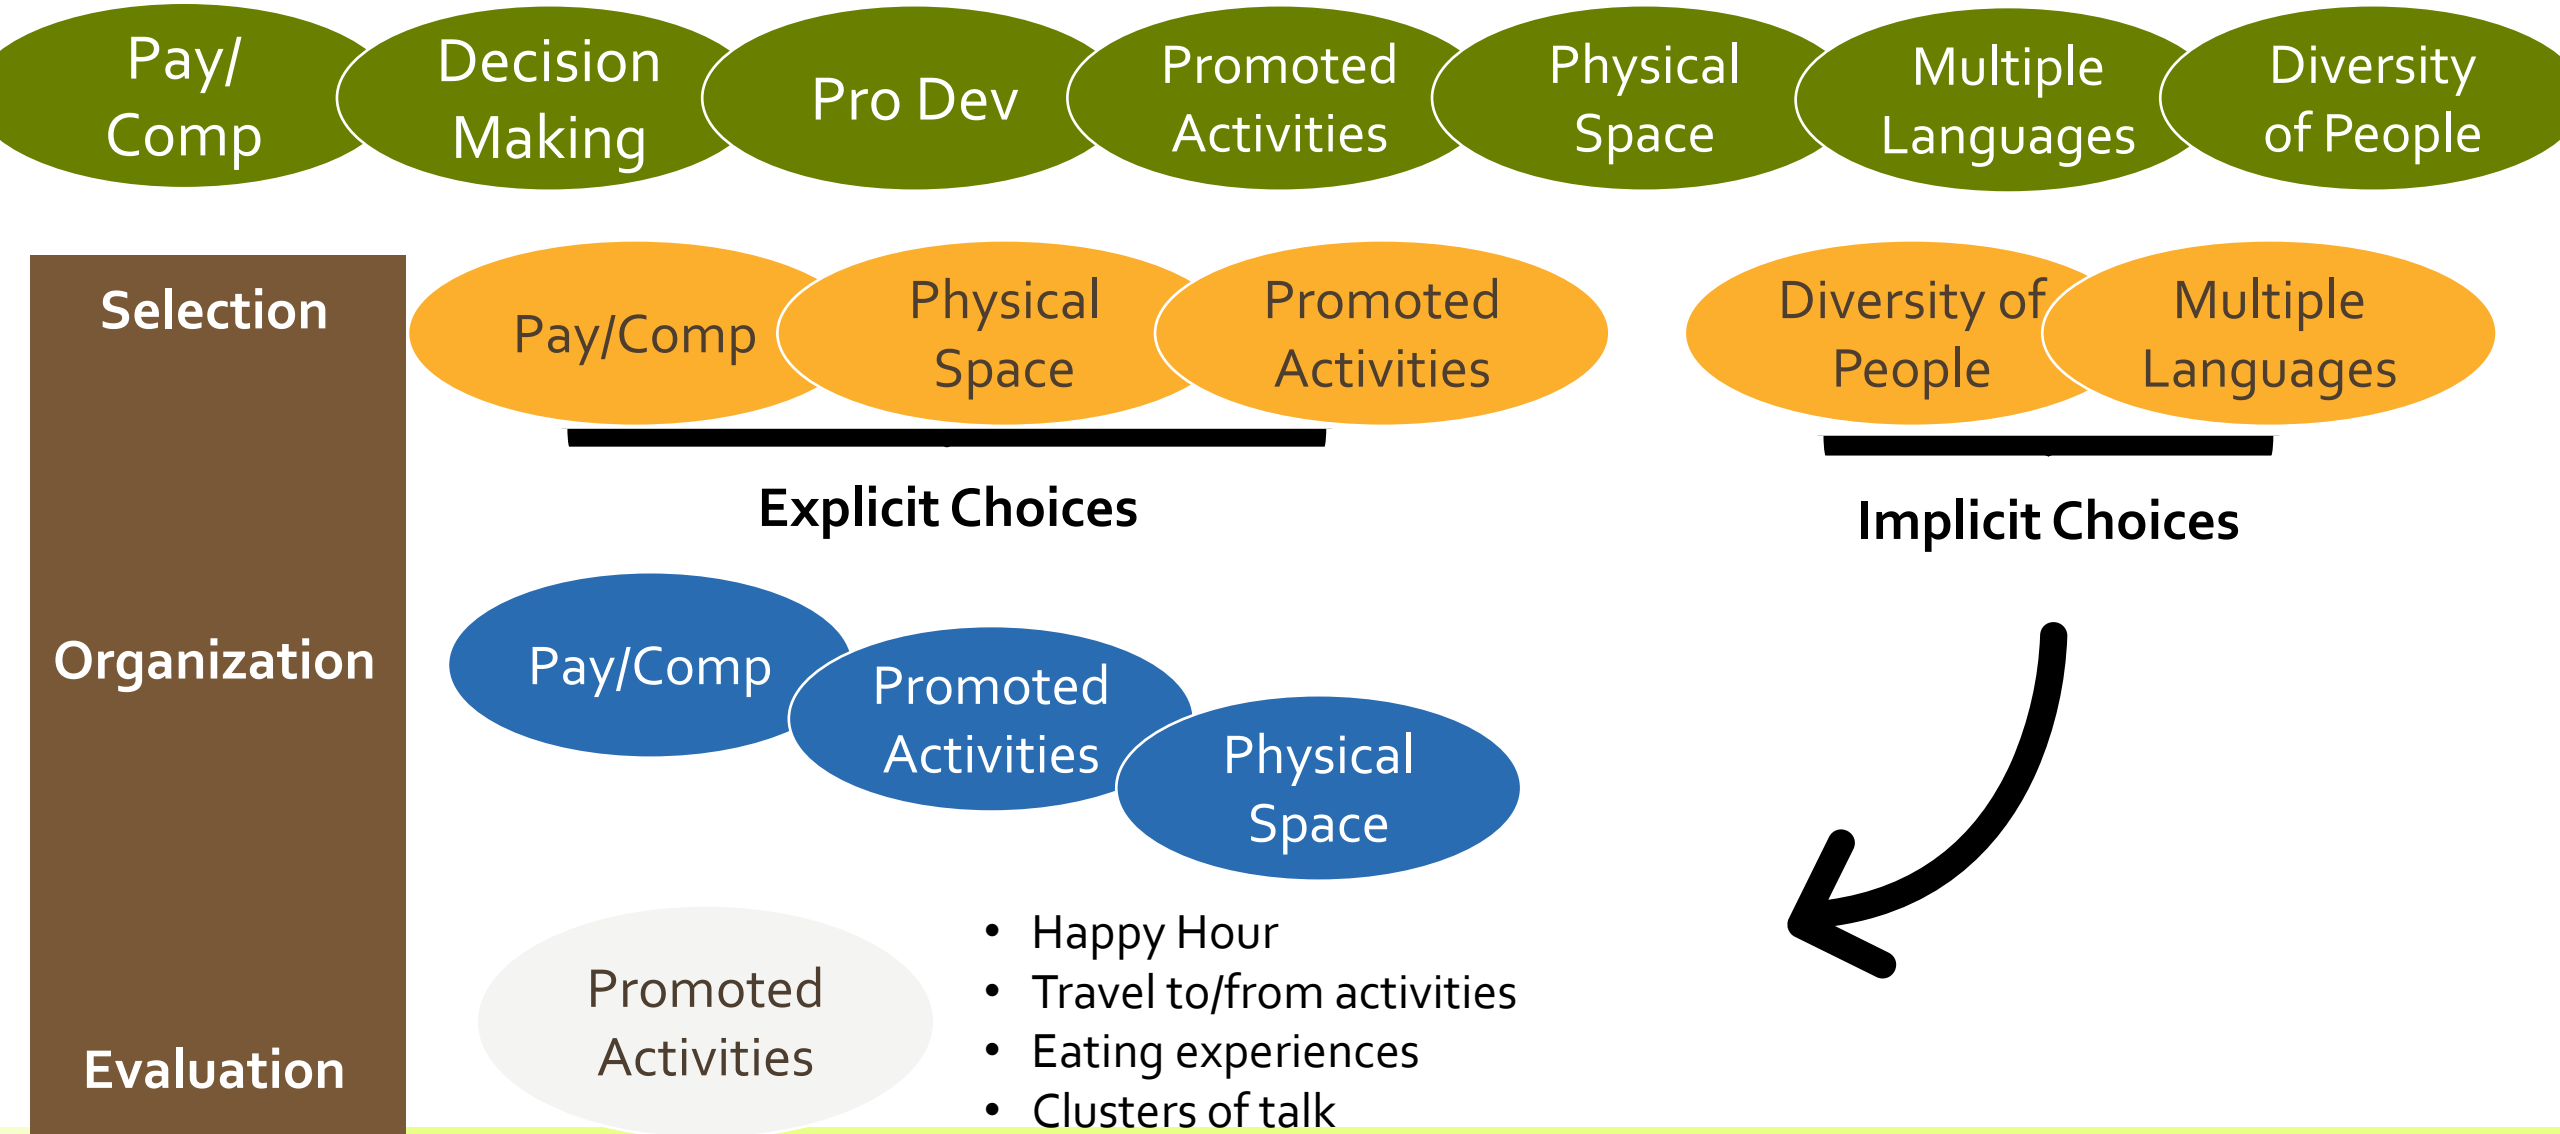 Pay/
Comp
Decision
Making
Pro Dev
Promoted
Activities
Physical
Space
Multiple
Languages
Diversity
of People
Selection
Pay/Comp
Physical
Space
Promoted
Activities
Diversity of
People
Multiple
Languages
Explicit Choices
Implicit Choices
Organization
Pay/Comp
Promoted
Activities
Physical
Space
Evaluation
Promoted
Activities
• Happy Hour
• Travel to/from activities
• Eating experiences
• Clusters of talk